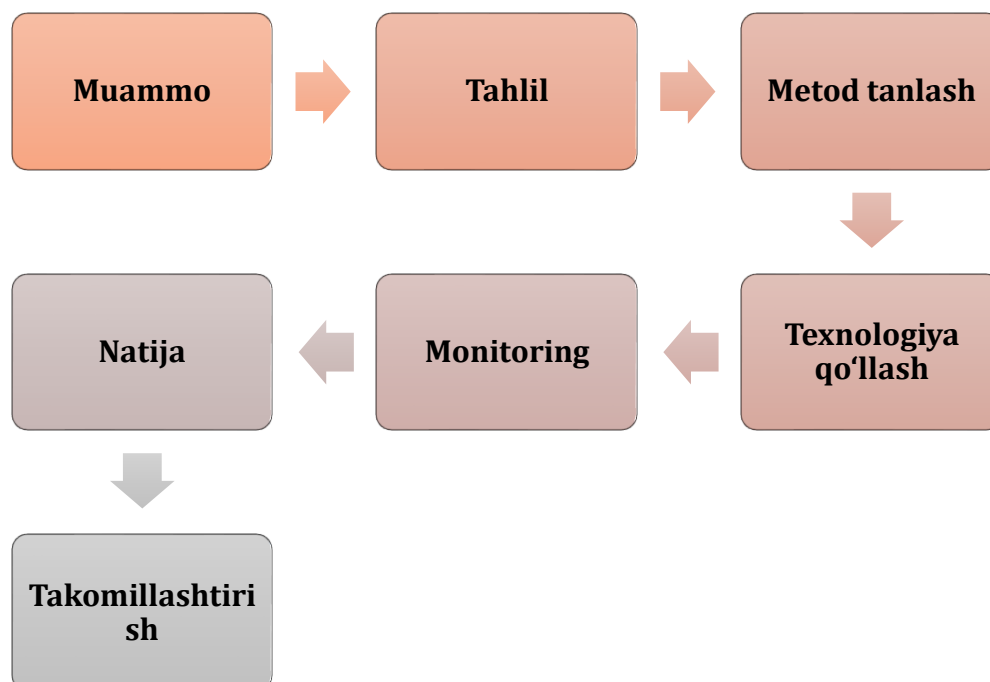 Muammo
Tahlil
Metod tanlash
Texnologiya
qo‘llash
Monitoring
Natija
Takomillashtiri
sh